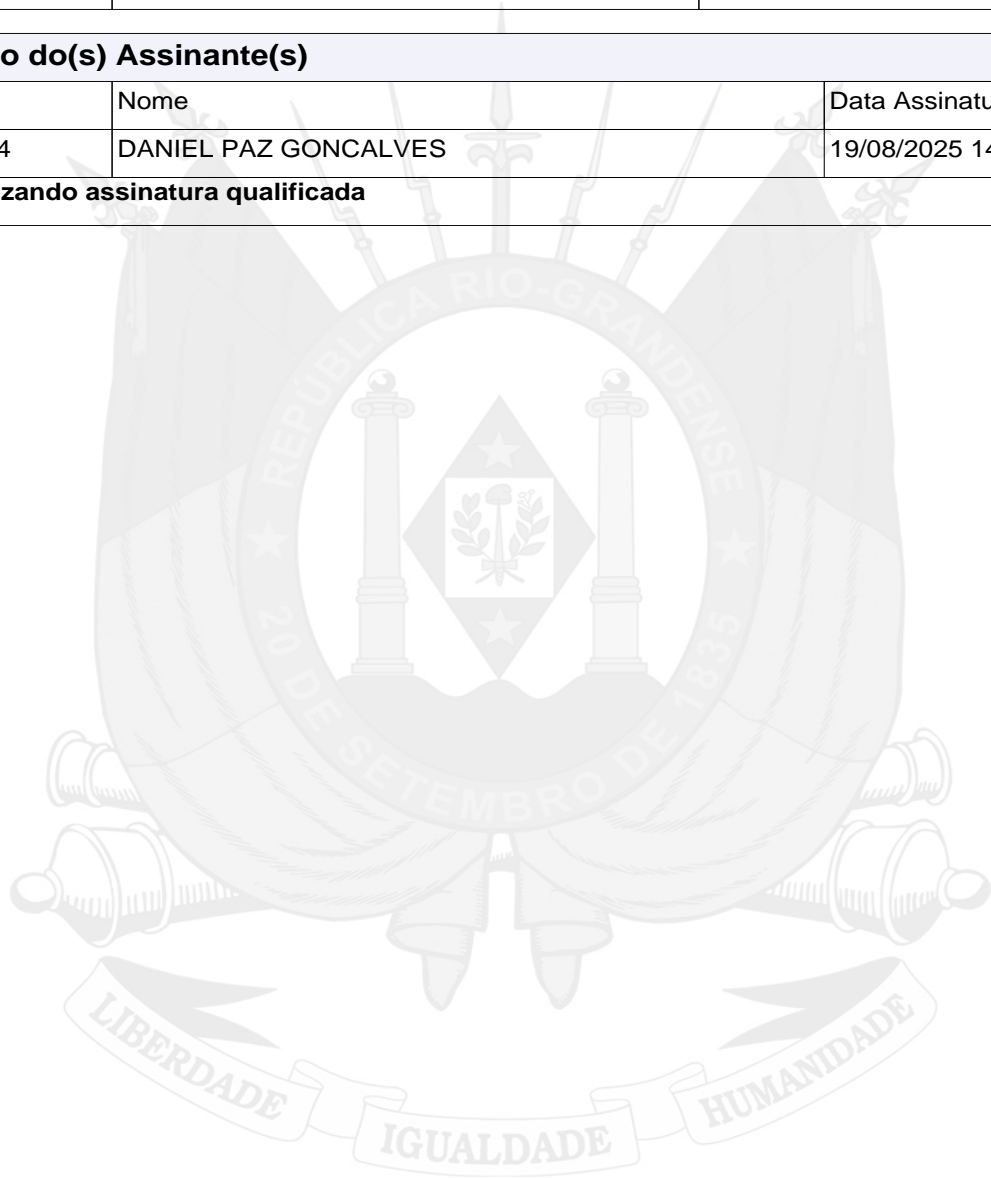 o do(s) Assinante(s)
Nome Data Assinatu
4 DANIEL PAZ GONCALVES 19/08/2025 14
zando assinatura qualificada
REPÚBLICA RIO-GRANDENSE
20 DE SETEMBRO DE 1835
LIBERDADE IGUALDADE HUMANIDADE